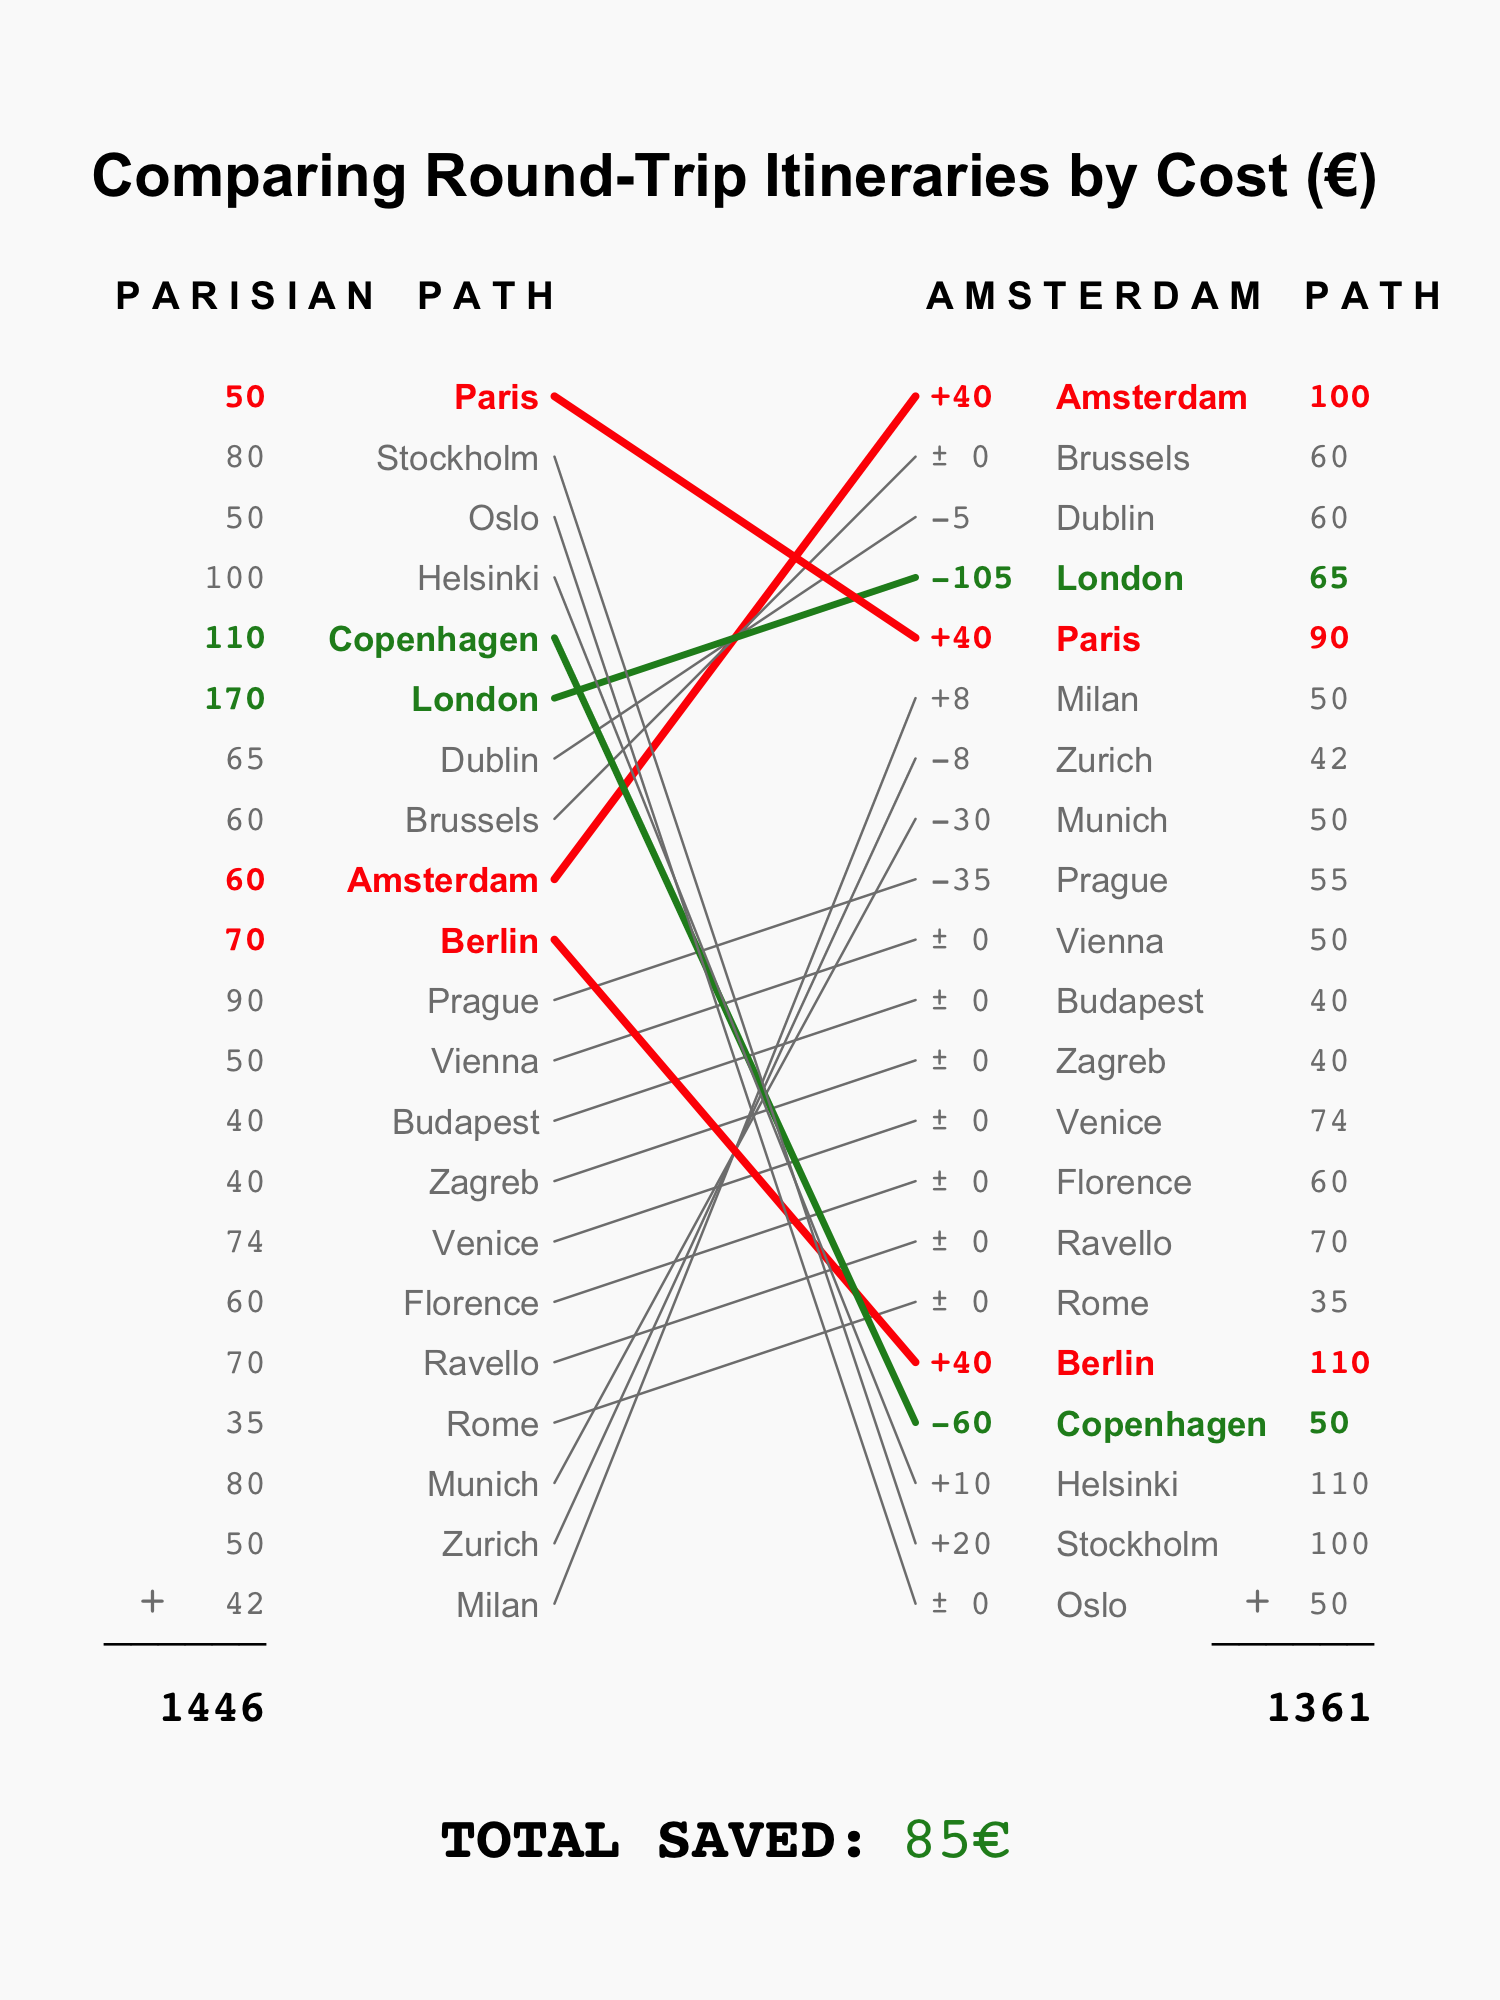 Comparing Round-Trip Itineraries by Cost (€)
PARISIAN PATH AMSTERDAM PATH
50 Paris +40 Amsterdam 100
80 Stockholm ± 0 Brussels 60
50 Oslo −5 Dublin 60
100 Helsinki −105 London 65
110 Copenhagen +40 Paris 90
170 London +8 Milan 50
65 Dublin −8 Zurich 42
60 Brussels −30 Munich 50
60 Amsterdam −35 Prague 55
70 Berlin ± 0 Vienna 50
90 Prague ± 0 Budapest 40
50 Vienna ± 0 Zagreb 40
40 Budapest ± 0 Venice 74
40 Zagreb ± 0 Florence 60
74 Venice ± 0 Ravello 70
60 Florence ± 0 Rome 35
70 Ravello +40 Berlin 110
35 Rome −60 Copenhagen 50
80 Munich +10 Helsinki 110
50 Zurich +20 Stockholm 100
+ 42 Milan ± 0 Oslo + 50
1446 1361
TOTAL SAVED: 85€